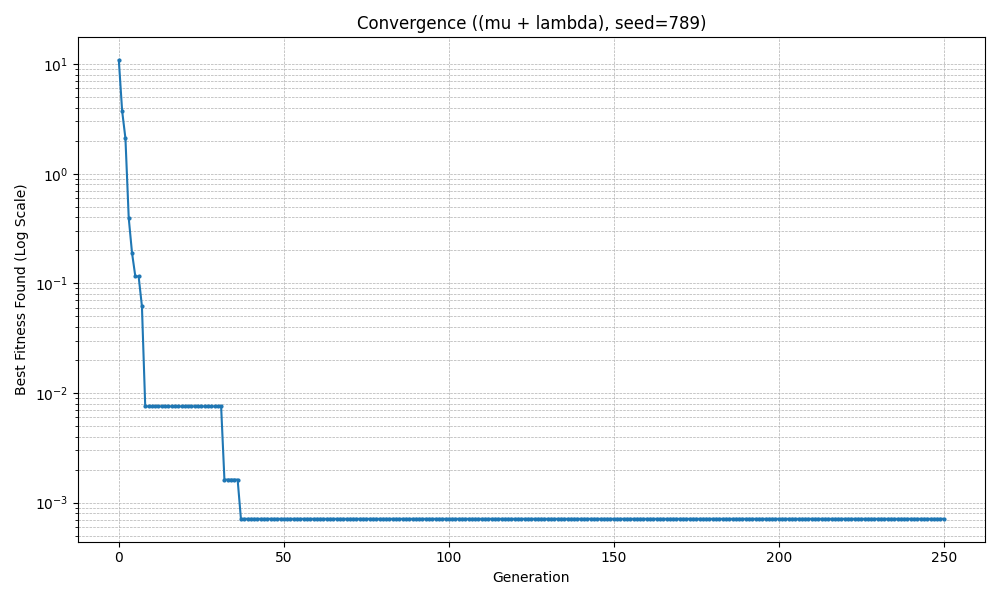 Convergence ((mu + lambda), seed=789)
Best Fitness Found (Log Scale)
10¹
10⁰
10⁻¹
10⁻²
10⁻³
0 50 100 150 200 250
Generation